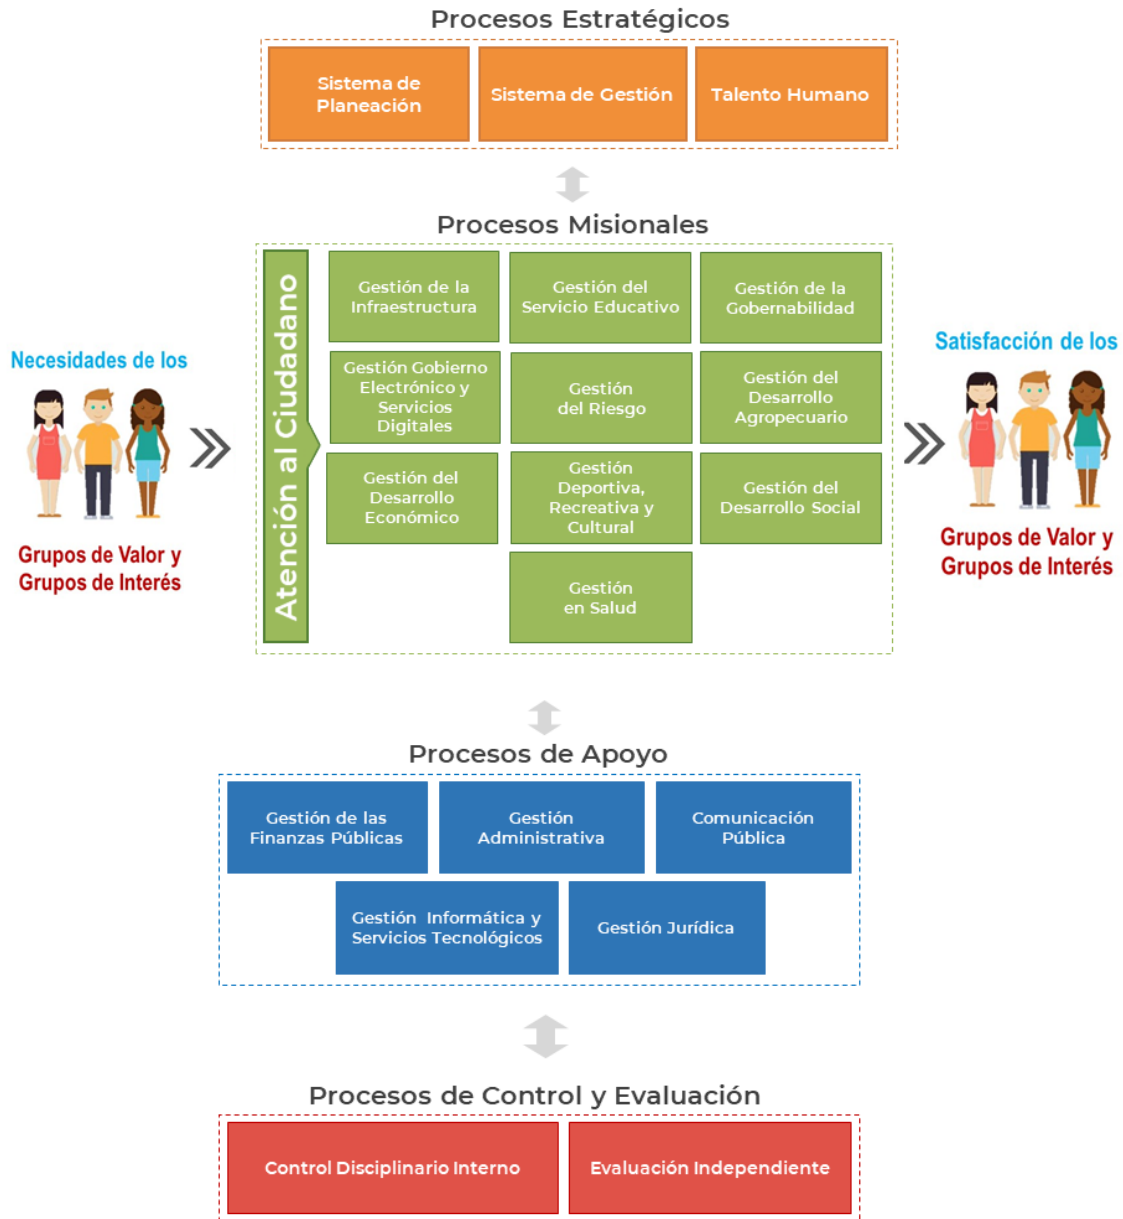 Procesos Estratégicos
Sistema de
Planeación
Sistema de Gestión
Talento Humano
Procesos Misionales
Necesidades de los
Grupos de Valor y
Grupos de Interés
Atención al Ciudadano
Gestión de la
Infraestructura
Gestión del
Servicio Educativo
Gestión de la
Gobernabilidad
Gestión Gobierno
Electrónico y
Servicios
Digitales
Gestión
del Riesgo
Gestión del
Desarrollo
Agropecuario
Gestión del
Desarrollo
Económico
Gestión
Deportiva,
Recreativa y
Cultural
Gestión del
Desarrollo Social
Gestión
en Salud
Satisfacción de los
Grupos de Valor y
Grupos de Interés
Procesos de Apoyo
Gestión de las
Finanzas Públicas
Gestión
Administrativa
Comunicación
Pública
Gestión Informática y
Servicios Tecnológicos
Gestión Jurídica
Procesos de Control y Evaluación
Control Disciplinario Interno
Evaluación Independiente